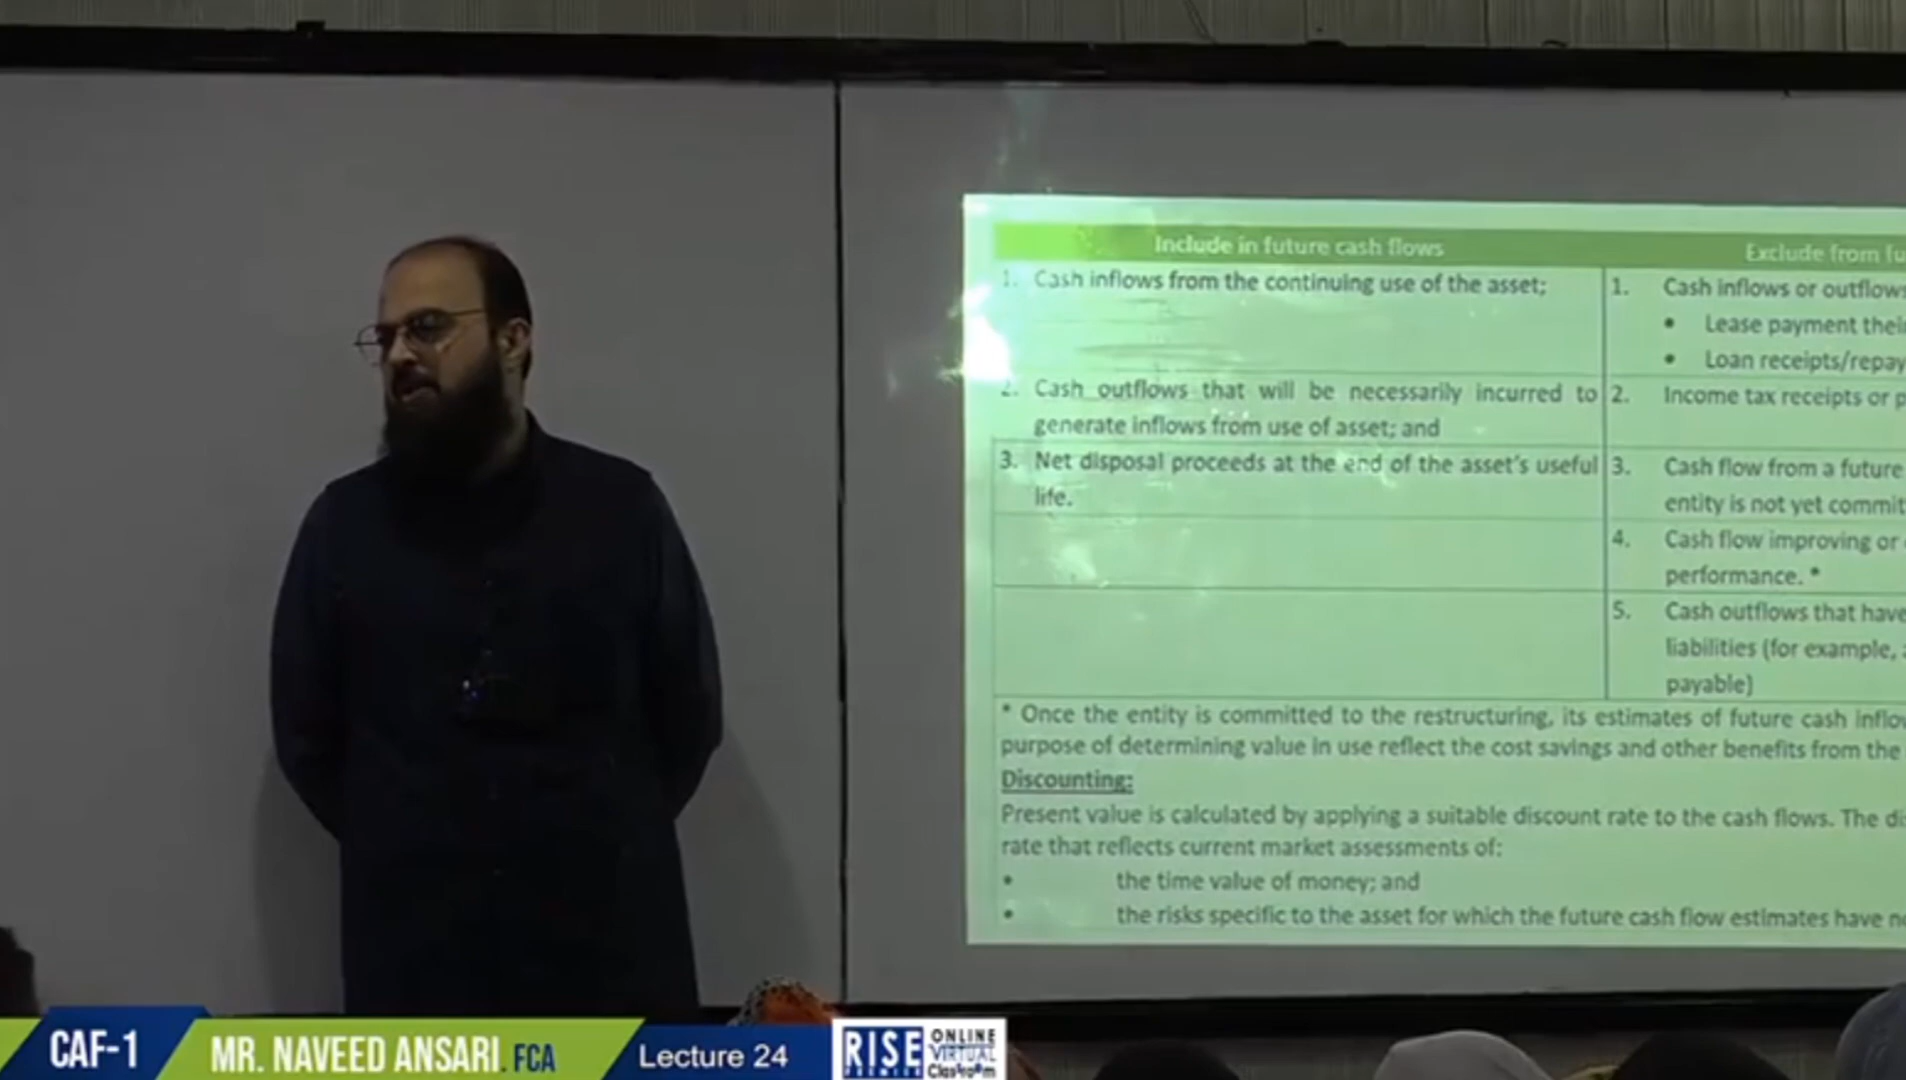 Include in future cash flows
Exclude from fu
1. Cash inflows from the continuing use of the asset;
1. Cash inflows or outflows
• Lease payment thei
• Loan receipts/repay
2. Cash outflows that will be necessarily incurred to
generate inflows from use of asset; and
2. Income tax receipts or p
3. Net disposal proceeds at the end of the asset's useful
life.
3. Cash flow from a future
entity is not yet commit
4. Cash flow improving or
performance. *
5. Cash outflows that have
liabilities (for example,
payable)
* Once the entity is committed to the restructuring, its estimates of future cash inflow
purpose of determining value in use reflect the cost savings and other benefits from the
Discounting:
Present value is calculated by applying a suitable discount rate to the cash flows. The di
rate that reflects current market assessments of:
• the time value of money; and
• the risks specific to the asset for which the future cash flow estimates have n
CAF-1
MR. NAVEED ANSARI. FCA
Lecture 24
RISE
ONLINE
VIRTUAL
Classroom